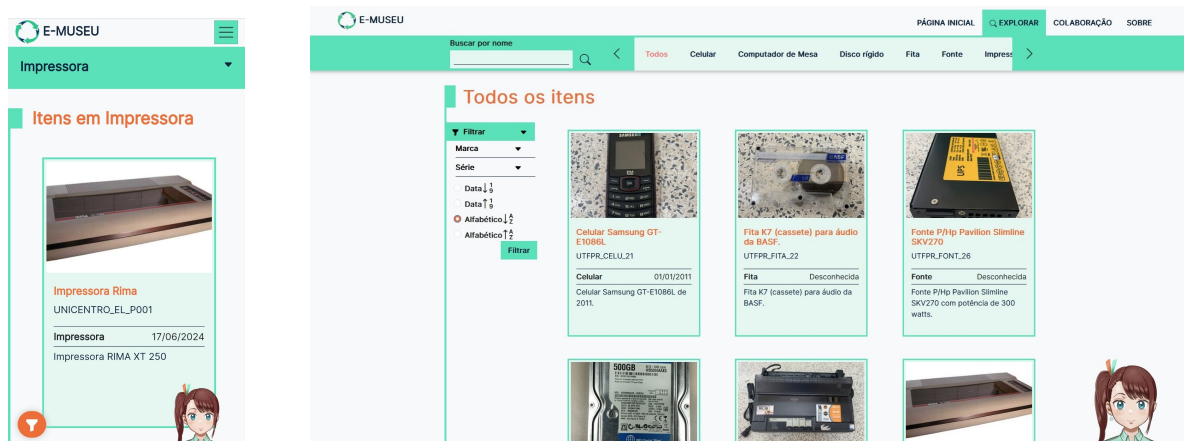 E-MUSEU
Impressora
Itens em Impressora
Impressora Rima
UNICENTRO_EL_P001
Impressora 17/06/2024
Impressora RIMA XT 250
E-MUSEU
PÁGINA INICIAL EXPLORAR COLABORAÇÃO SOBRE
Buscar por nome
Todos Celular Computador de Mesa Disco rígido Fita Fonte Impress
Todos os itens
Filtrar
Marca
Série
Data 1 9
Data 1 9
Alfabético A Z
Alfabético A Z
Filtrar
SAMSUNG
BASF
UPS
Celular Samsung GT-
E1086L
UTFPR_CELU_21
Celular 01/01/2011
Celular Samsung GT-E1086L de
2011.
Fita K7 (cassete) para áudio
da BASF.
UTFPR_FITA_22
Fita Desconhecida
Fita K7 (cassete) para áudio da
BASF.
Fonte P/Hp Pavilion Slimline
SKV270
UTFPR_FONT_26
Fonte Desconhecida
Fonte P/Hp Pavilion Slimline
SKV270 com potência de 300
watts.
500GB